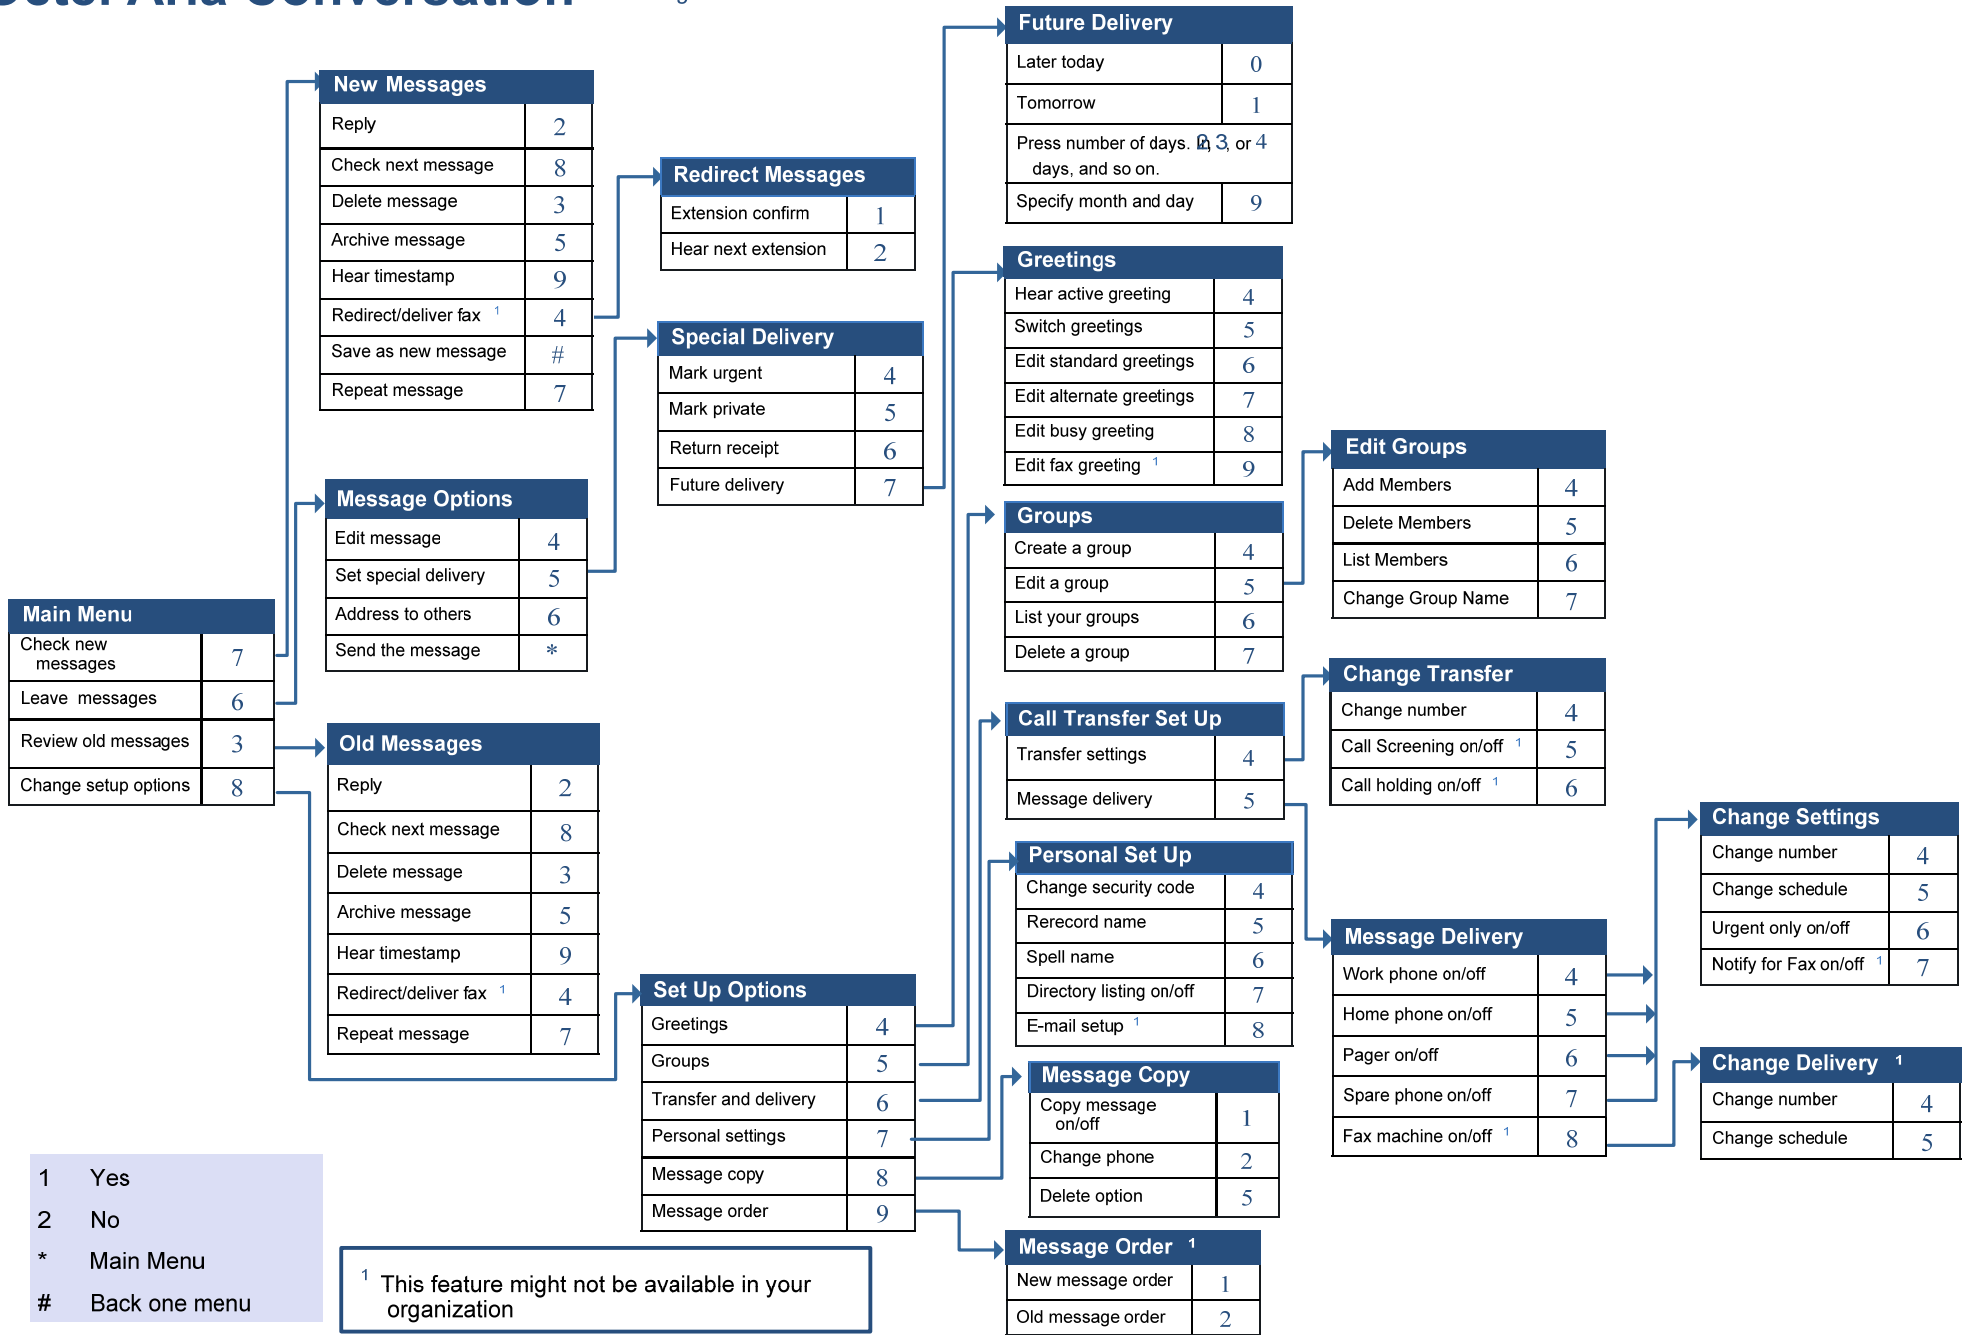 Conversation
Main Menu
Check new
messages 7
Leave messages 6
Review old messages 3
Change setup options 8
New Messages
Reply 2
Check next message 8
Delete message 3
Archive message 5
Hear timestamp 9
Redirect/deliver fax 1 4
Save as new message #
Repeat message 7
Message Options
Edit message 4
Set special delivery 5
Address to others 6
Send the message *
Old Messages
Reply 2
Check next message 8
Delete message 3
Archive message 5
Hear timestamp 9
Redirect/deliver fax 1 4
Repeat message 7
Redirect Messages
Extension confirm 1
Hear next extension 2
Special Delivery
Mark urgent 4
Mark private 5
Return receipt 6
Future delivery 7
Set Up Options
Greetings 4
Groups 5
Transfer and delivery 6
Personal settings 7
Message copy 8
Message order 9
Future Delivery
Later today 0
Tomorrow 1
Press number of days. In 2, 3, or 4
days, and so on.
Specify month and day 9
Greetings
Hear active greeting 4
Switch greetings 5
Edit standard greetings 6
Edit alternate greetings 7
Edit busy greeting 8
Edit fax greeting 1 9
Groups
Create a group 4
Edit a group 5
List your groups 6
Delete a group 7
Call Transfer Set Up
Transfer settings 4
Message delivery 5
Personal Set Up
Change security code 4
Rerecord name 5
Spell name 6
Directory listing on/off 7
E-mail setup 1 8
Message Copy
Copy message
on/off 1
Change phone 2
Delete option 5
Message Order 1
New message order 1
Old message order 2
Edit Groups
Add Members 4
Delete Members 5
List Members 6
Change Group Name 7
Change Transfer
Change number 4
Call Screening on/off 1 5
Call holding on/off 1 6
Message Delivery
Work phone on/off 4
Home phone on/off 5
Pager on/off 6
Spare phone on/off 7
Fax machine on/off 1 8
Change Settings
Change number 4
Change schedule 5
Urgent only on/off 6
Notify for Fax on/off 1 7
Change Delivery 1
Change number 4
Change schedule 5
1 Yes
2 No
* Main Menu
# Back one menu
1 This feature might not be available in your
organization